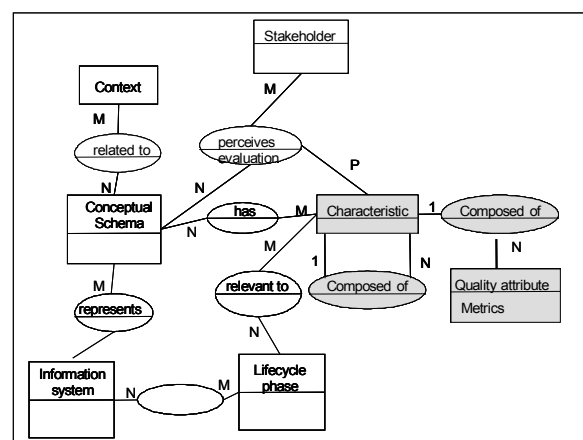 Stakeholder
Context
M
M
related to
perceives
evaluation
P
N
N
Conceptual
Schema
has
M
N
Characteristic
1
Composed of
M
N
M
1
N
relevant to
Composed of
Quality attribute
Metrics
represents
N
Information
system
N
M
Lifecycle
phase